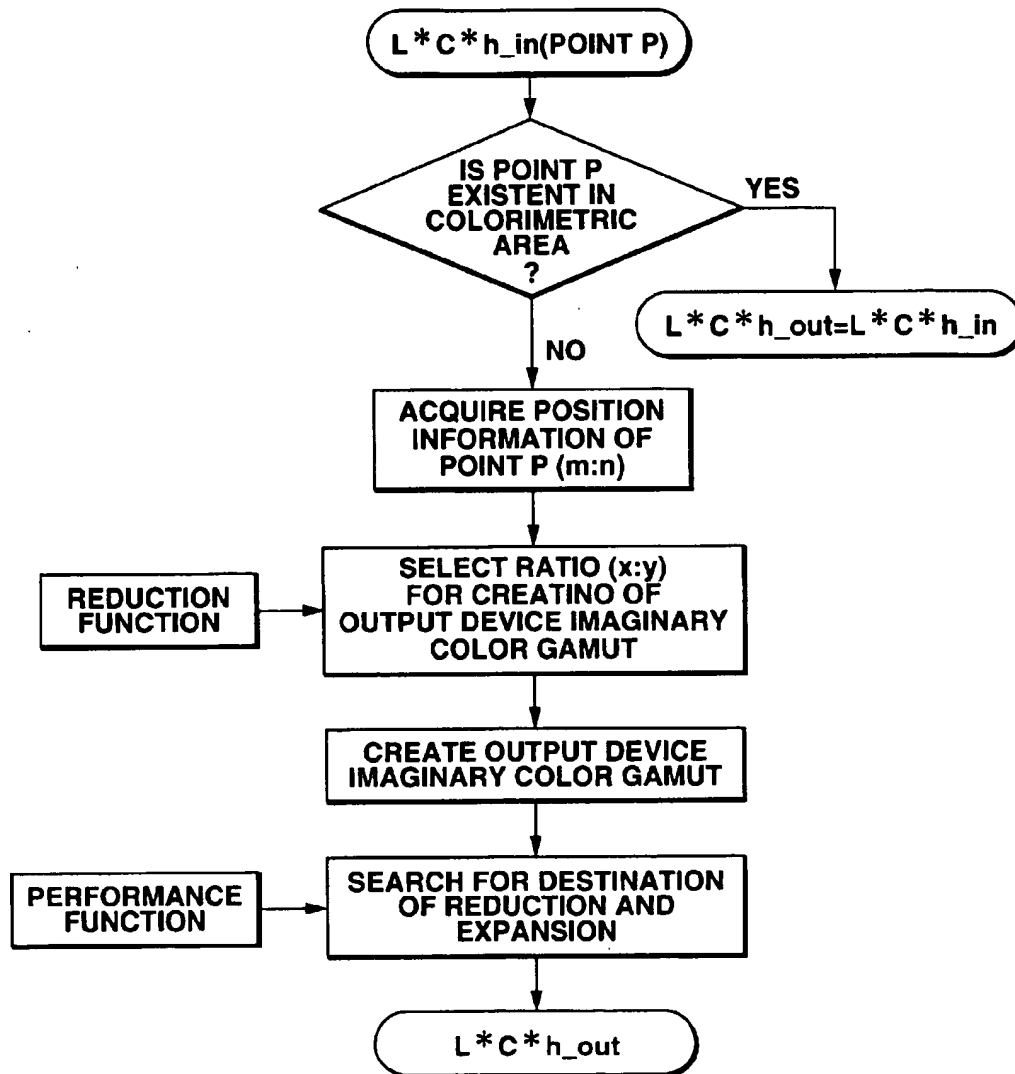 L*C*h_in(POINT P)
IS POINT P
EXISTENT IN
COLORIMETRIC
AREA
?
YES
L*C*h_out=L*C*h_in
NO
ACQUIRE POSITION
INFORMATION OF
POINT P (m:n)
SELECT RATIO (x:y)
FOR CREATINO OF
OUTPUT DEVICE IMAGINARY
COLOR GAMUT
REDUCTION
FUNCTION
CREATE OUTPUT DEVICE
IMAGINARY COLOR GAMUT
SEARCH FOR DESTINATION
OF REDUCTION AND
EXPANSION
PERFORMANCE
FUNCTION
L*C*h_out